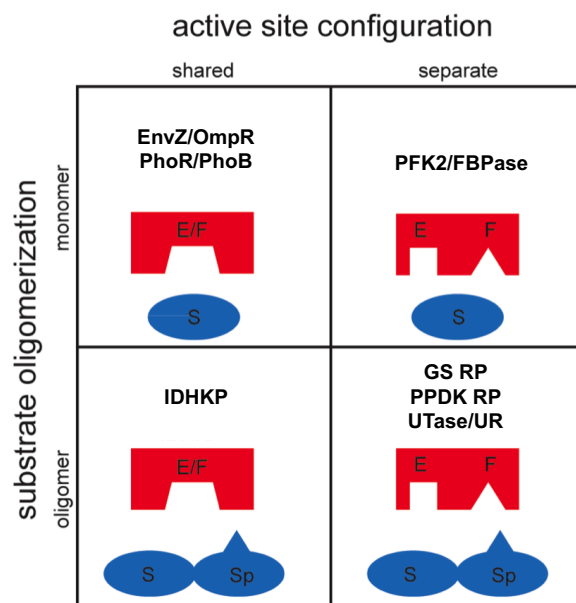 active site configuration
shared separate
substrate oligomerization
monomer
EnvZ/OmpR
PhoR/PhoB
E/F
S
PFK2/FBPase
E F
S
oligomer
IDHKP
E/F
S Sp
GS RP
PPDK RP
UTase/UR
E F
S Sp